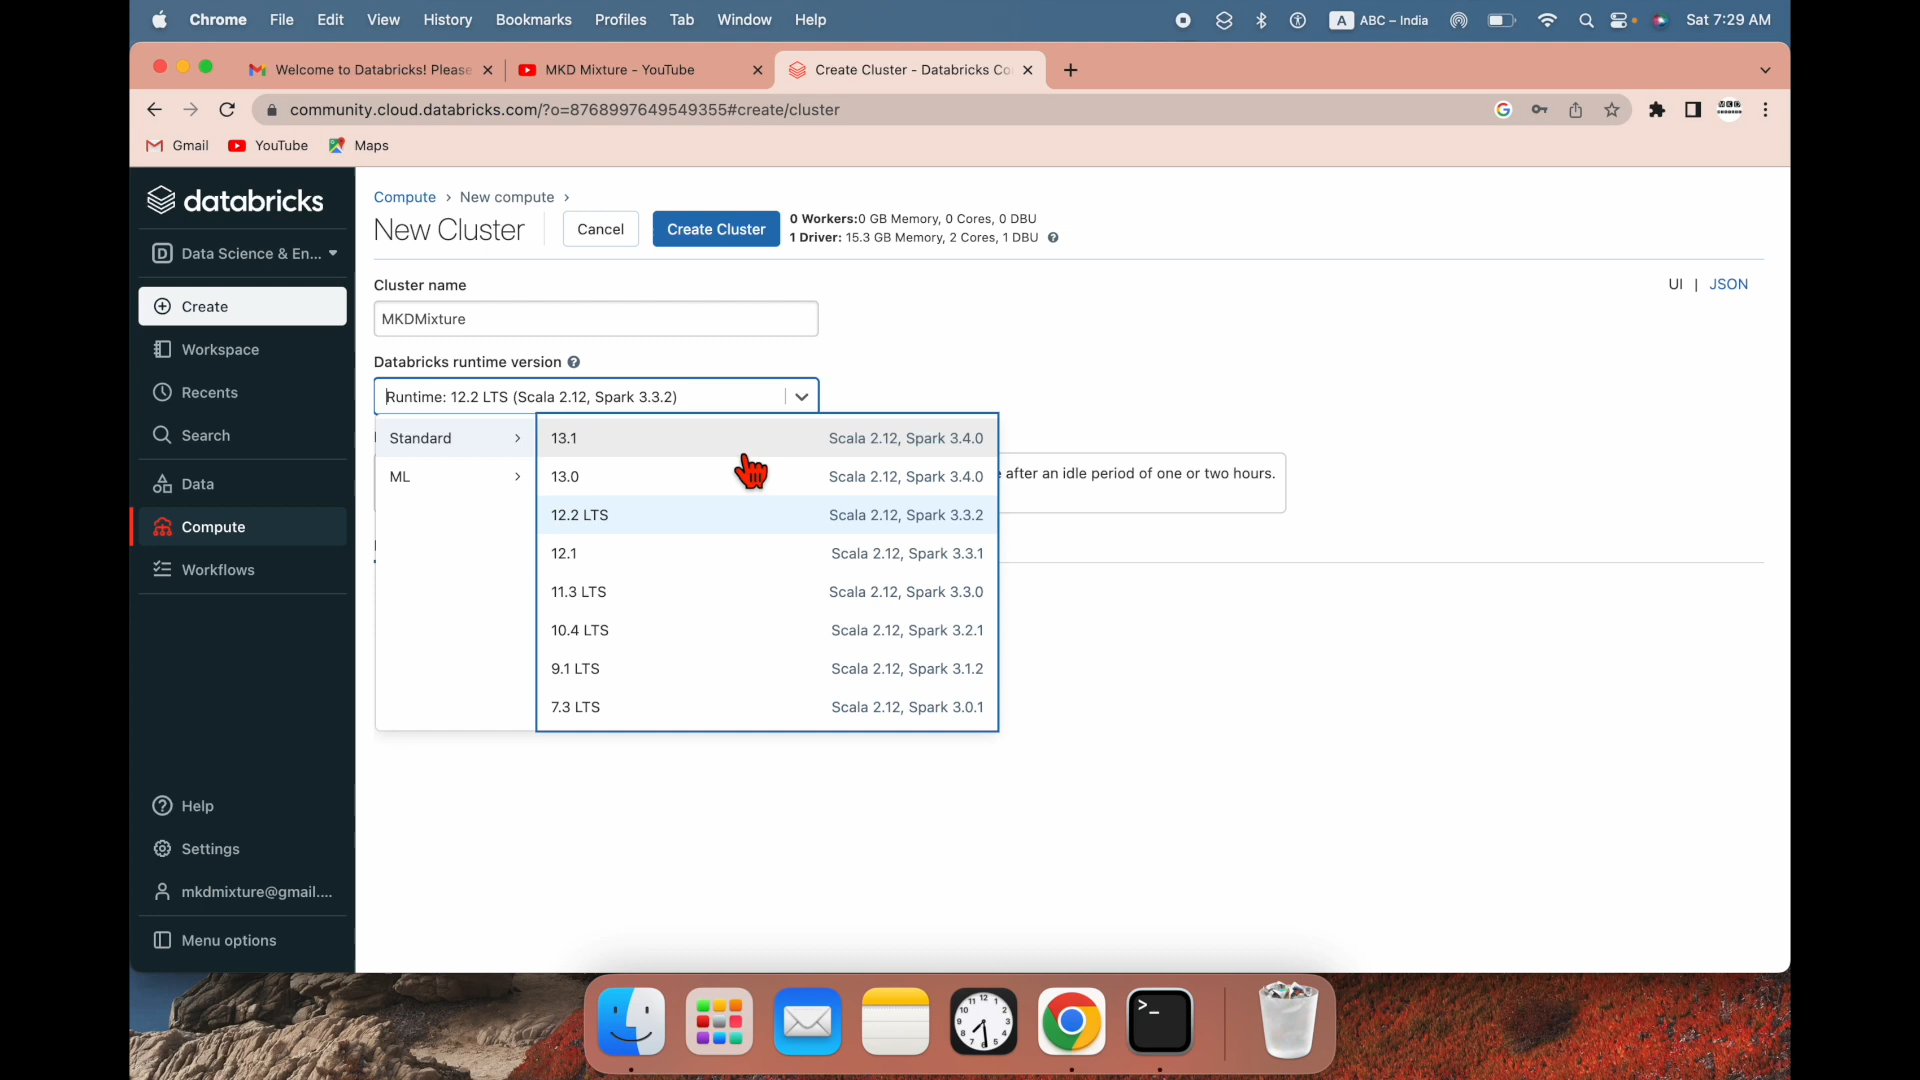 Chrome File Edit View History Bookmarks Profiles Tab Window Help A ABC – India Sat 7:29 AM
Welcome to Databricks! Please MKD Mixture - YouTube Create Cluster - Databricks Co
community.cloud.databricks.com/?o=8768997649549355#create/cluster
Gmail YouTube Maps
databricks
Data Science & En...
Create
Workspace
Recents
Search
Data
Compute
Workflows
Help
Settings
mkdmixture@gmail....
Menu options
Compute › New compute ›
New Cluster Cancel Create Cluster
0 Workers:0 GB Memory, 0 Cores, 0 DBU
1 Driver: 15.3 GB Memory, 2 Cores, 1 DBU
UI | JSON
Cluster name
MKDMixture
Databricks runtime version
Runtime: 12.2 LTS (Scala 2.12, Spark 3.3.2)
Standard
ML
13.1 Scala 2.12, Spark 3.4.0
13.0 Scala 2.12, Spark 3.4.0
12.2 LTS Scala 2.12, Spark 3.3.2
12.1 Scala 2.12, Spark 3.3.1
11.3 LTS Scala 2.12, Spark 3.3.0
10.4 LTS Scala 2.12, Spark 3.2.1
9.1 LTS Scala 2.12, Spark 3.1.2
7.3 LTS Scala 2.12, Spark 3.0.1
after an idle period of one or two hours.